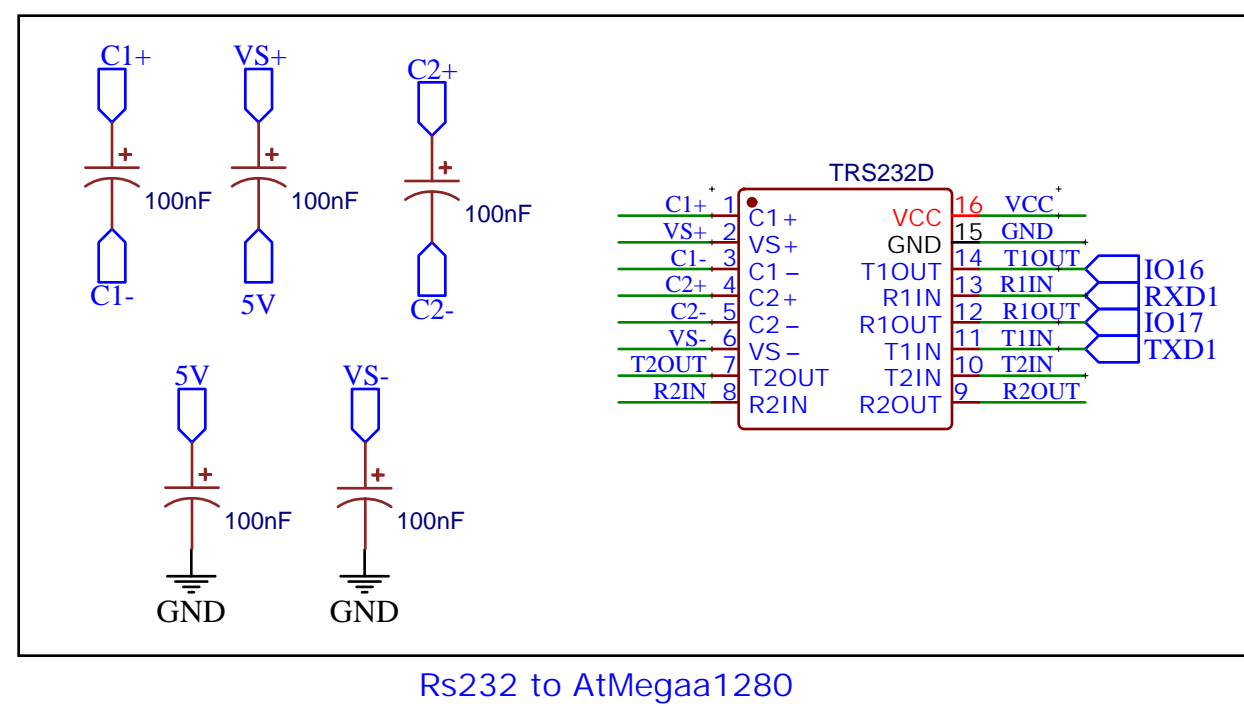 C1+
VS+
C2+
+
100nF
+
100nF
+
100nF
C1-
5V
C2-
5V
VS-
+
100nF
+
100nF
GND
GND
TRS232D
C1+ 1 C1+ VCC 16 VCC
VS+ 2 VS+ GND 15 GND
C1- 3 C1- T1OUT 14 T1OUT IO16
C2+ 4 C2+ R1IN 13 R1IN RXD1
C2- 5 C2- R1OUT 12 R1OUT IO17
VS- 6 VS- T1IN 11 T1IN TXD1
T2OUT 7 T2OUT T2IN 10 T2IN
R2IN 8 R2IN R2OUT 9 R2OUT
Rs232 to AtMegaa1280